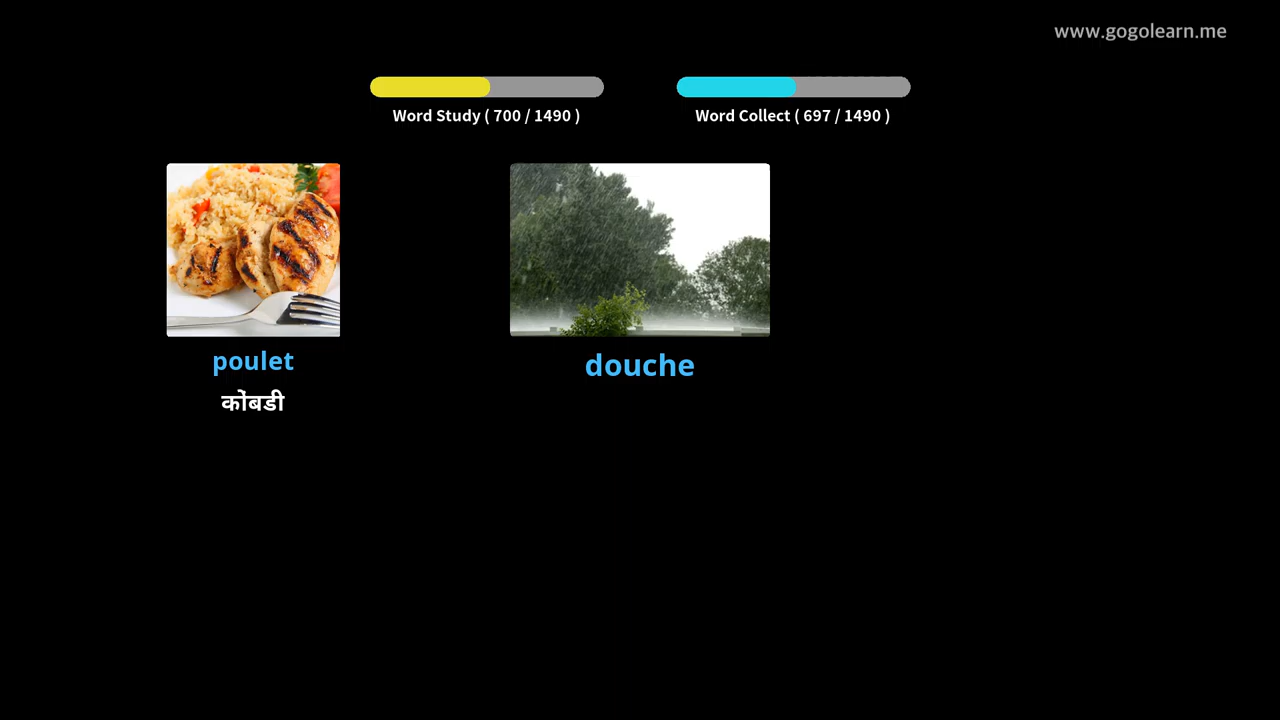 www.gogolearn.me
Word Study ( 700 / 1490 )
Word Collect ( 697 / 1490 )
poulet
कोंबडी
douche